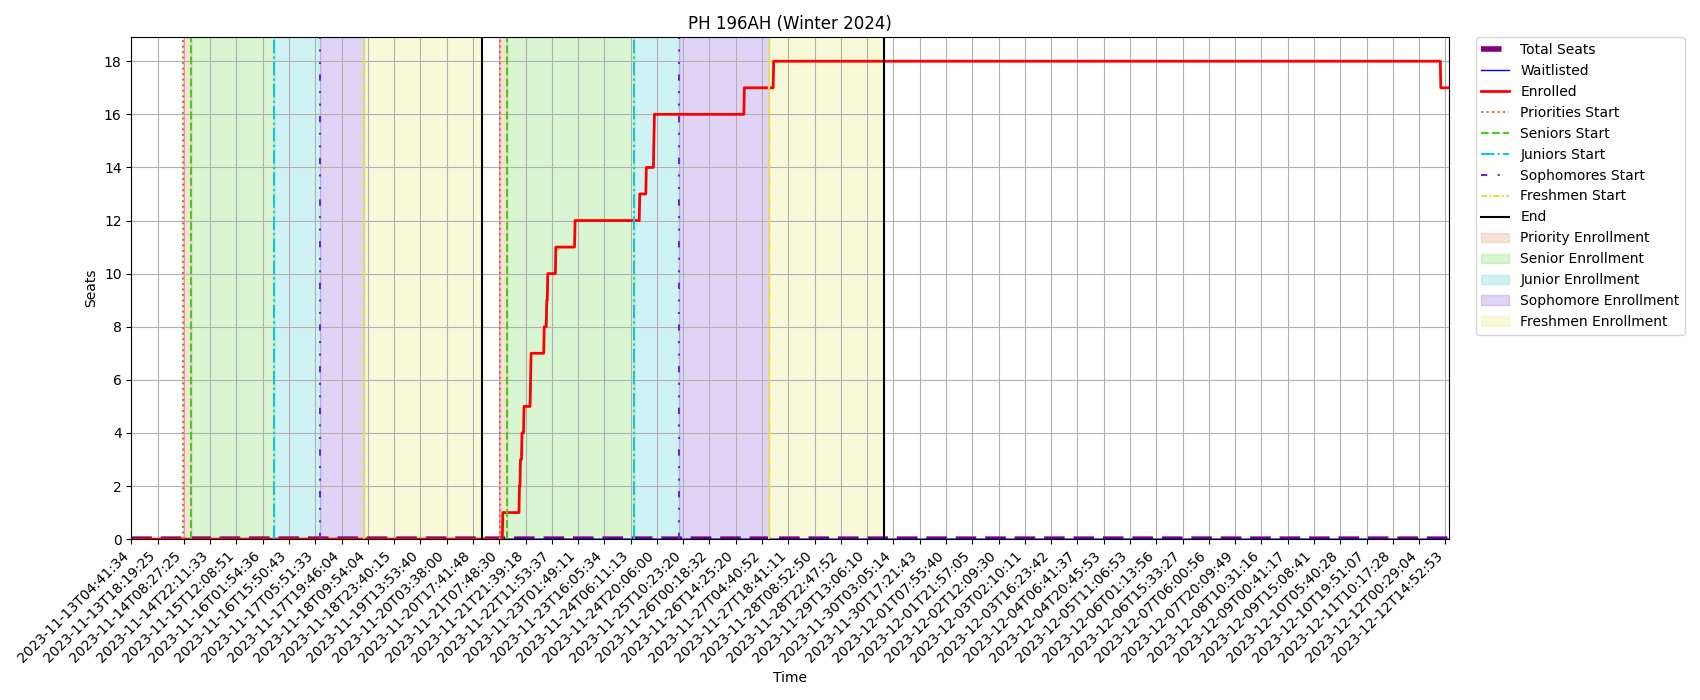 PH 196AH (Winter 2024)
Total Seats
Waitlisted
Enrolled
Priorities Start
Seniors Start
Juniors Start
Sophomores Start
Freshmen Start
End
Priority Enrollment
Senior Enrollment
Junior Enrollment
Sophomore Enrollment
Freshmen Enrollment
Seats
18
16
14
12
10
8
6
4
2
0
2023-11-13T04:41:34
2023-11-13T18:19:25
2023-11-14T08:27:25
2023-11-14T22:11:33
2023-11-15T12:08:51
2023-11-16T01:54:36
2023-11-16T15:50:43
2023-11-17T05:51:33
2023-11-17T19:46:04
2023-11-18T09:54:04
2023-11-18T23:40:15
2023-11-19T13:53:40
2023-11-20T03:38:00
2023-11-20T17:41:48
2023-11-21T07:48:30
2023-11-21T21:39:18
2023-11-22T11:53:37
2023-11-23T01:49:11
2023-11-23T16:05:34
2023-11-24T06:11:13
2023-11-24T20:06:00
2023-11-25T10:23:20
2023-11-26T00:18:32
2023-11-26T14:25:20
2023-11-27T04:40:52
2023-11-27T18:41:11
2023-11-28T08:52:50
2023-11-28T22:47:52
2023-11-29T13:06:10
2023-11-30T03:05:14
2023-11-30T17:21:43
2023-12-01T07:55:40
2023-12-01T21:57:05
2023-12-02T12:09:30
2023-12-03T02:10:11
2023-12-03T16:23:42
2023-12-04T06:41:37
2023-12-04T20:45:53
2023-12-05T11:06:53
2023-12-06T01:13:56
2023-12-06T15:33:27
2023-12-07T06:00:56
2023-12-07T20:09:49
2023-12-08T10:31:16
2023-12-09T00:41:17
2023-12-09T15:08:41
2023-12-10T05:40:28
2023-12-10T19:51:07
2023-12-11T10:17:28
2023-12-12T00:29:04
2023-12-12T14:52:53
Time